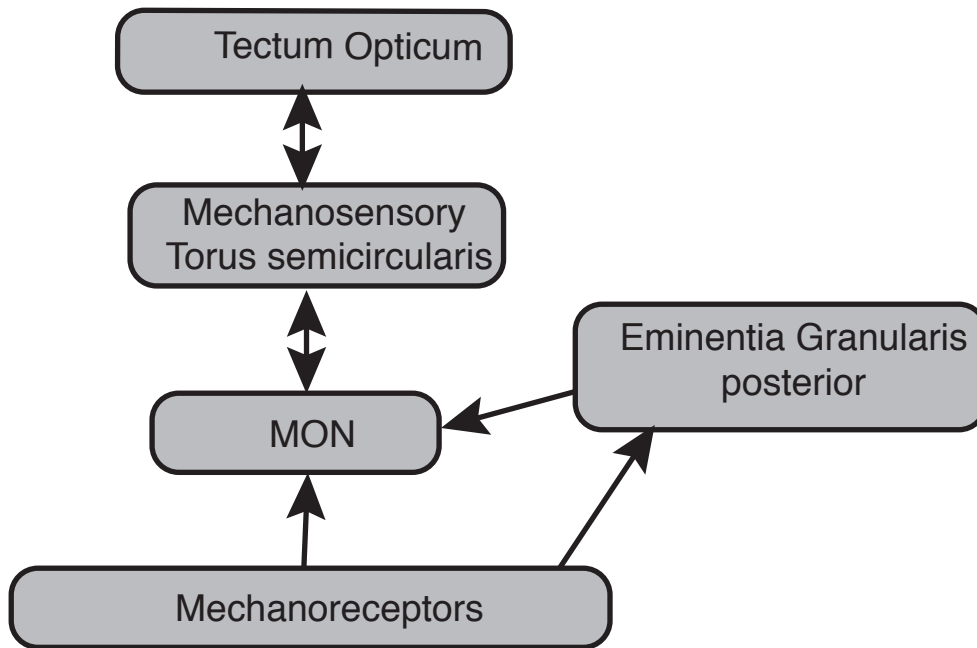 Tectum Opticum
Mechanosensory
Torus semicircularis
Eminentia Granularis
posterior
MON
Mechanoreceptors